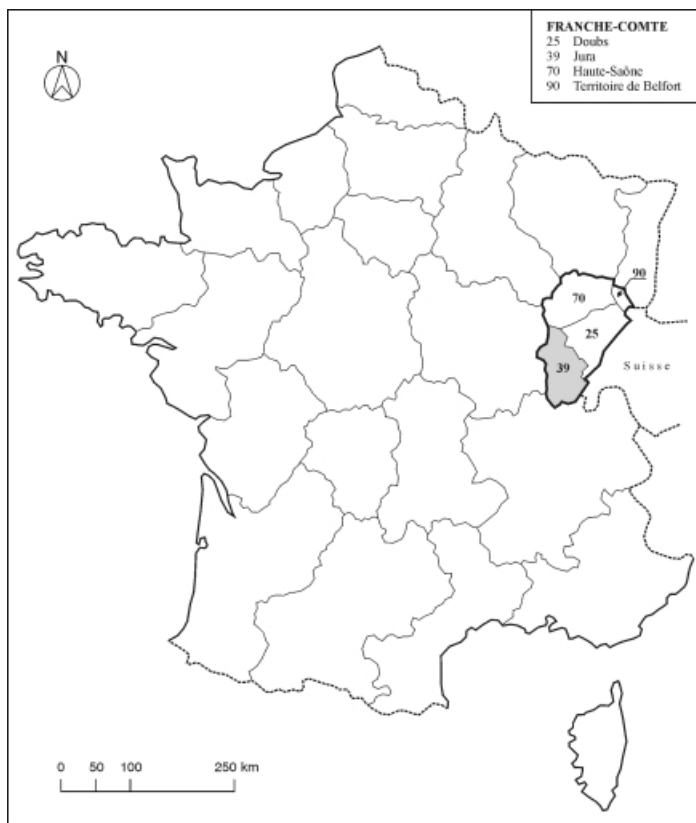 FRANCHE-COMTE
25 Doubs
39 Jura
70 Haute-Saône
90 Territoire de Belfort
N
90
70
25
Suisse
39
0 50 100 250 km